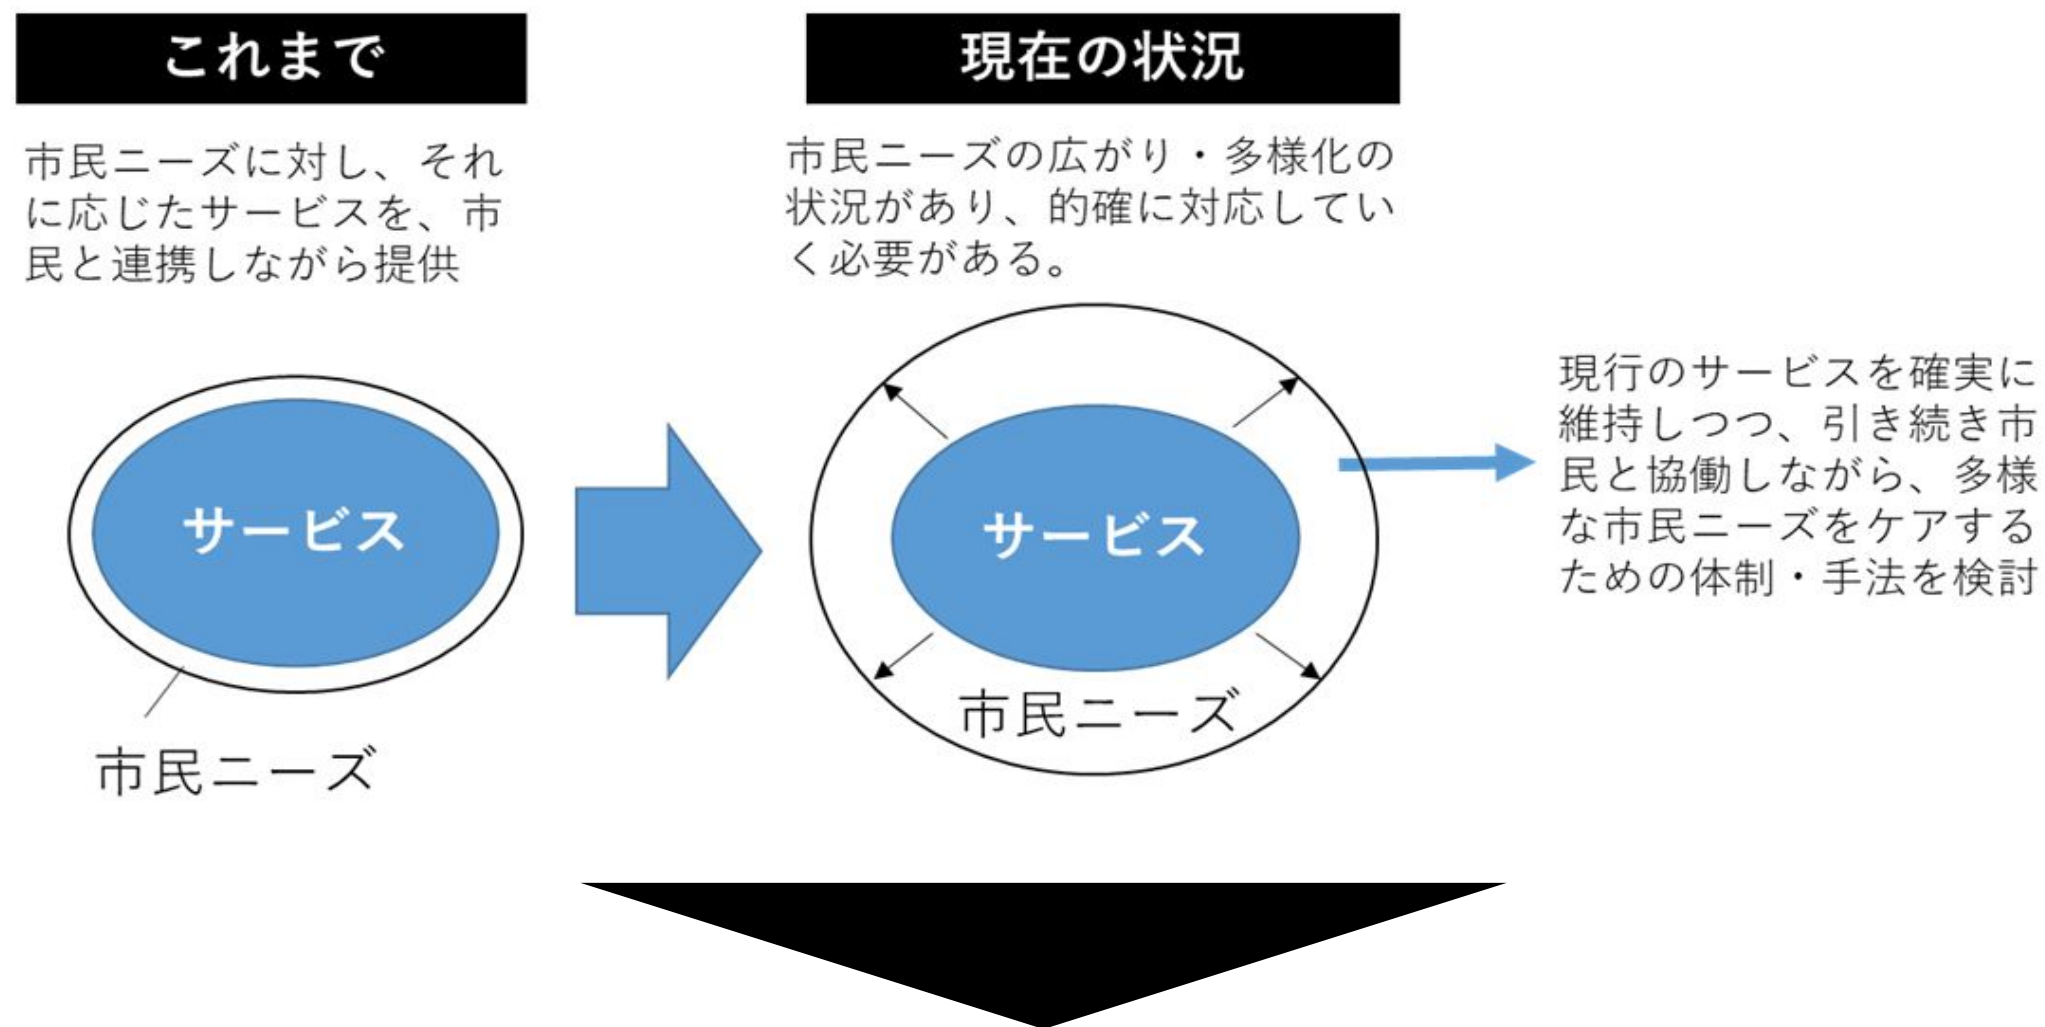 これまで
市民ニーズに対し、それ
に応じたサービスを、市
民と連携しながら提供
サービス
市民ニーズ
現在の状況
市民ニーズの広がり・多様化の
状況があり、的確に対応してい
く必要がある。
サービス
市民ニーズ
現行のサービスを確実に
維持しつつ、引き続き市
民と協働しながら、多様
な市民ニーズをケアする
ための体制・手法を検討